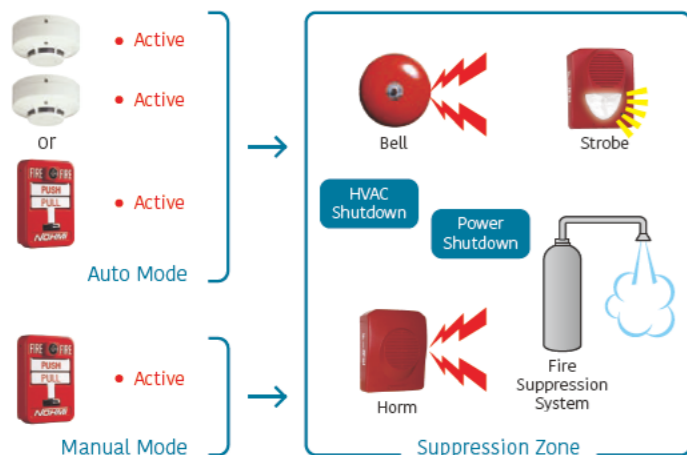 • Active
• Active
or
FIRE FIRE
PUSH
PULL
NOHMI
• Active
Auto Mode
FIRE FIRE
PUSH
PULL
NOHMI
• Active
Manual Mode
Bell
Strobe
HVAC
Shutdown
Power
Shutdown
Horm
Fire
Suppression
System
Suppression Zone